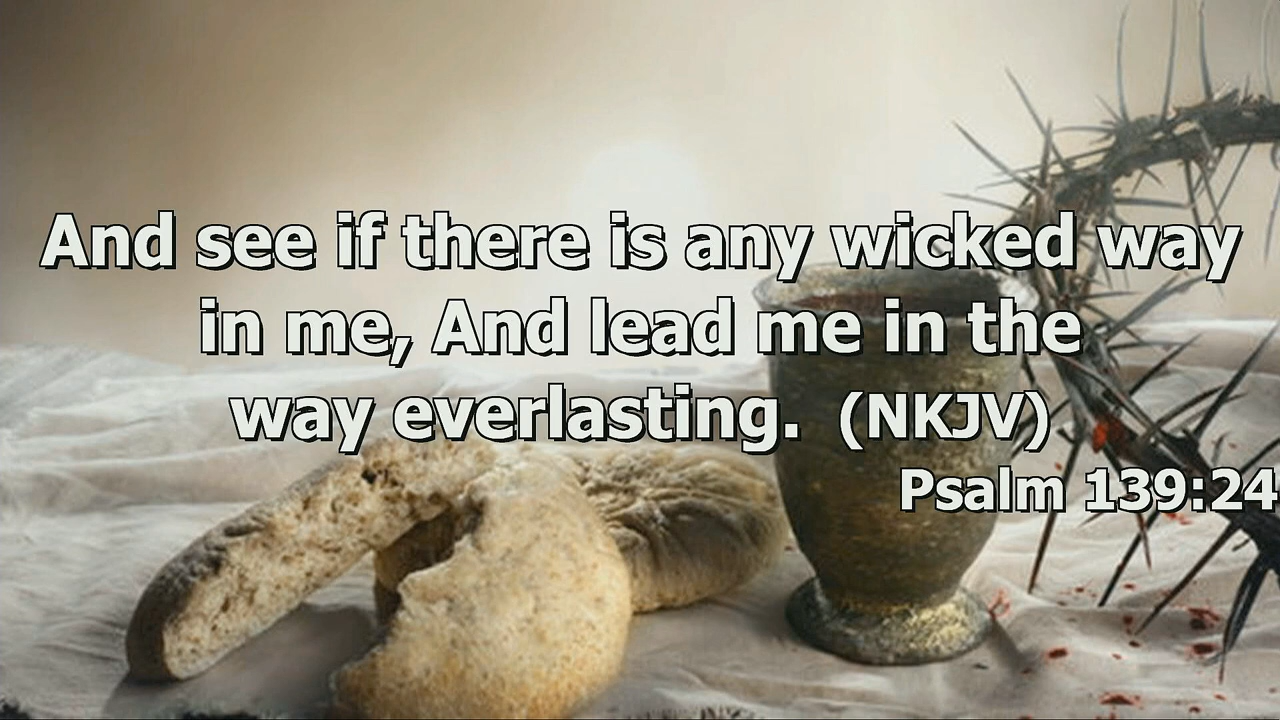 And see if there is any wicked way
in me, And lead me in the
way everlasting. (NKJV)
Psalm 139:24